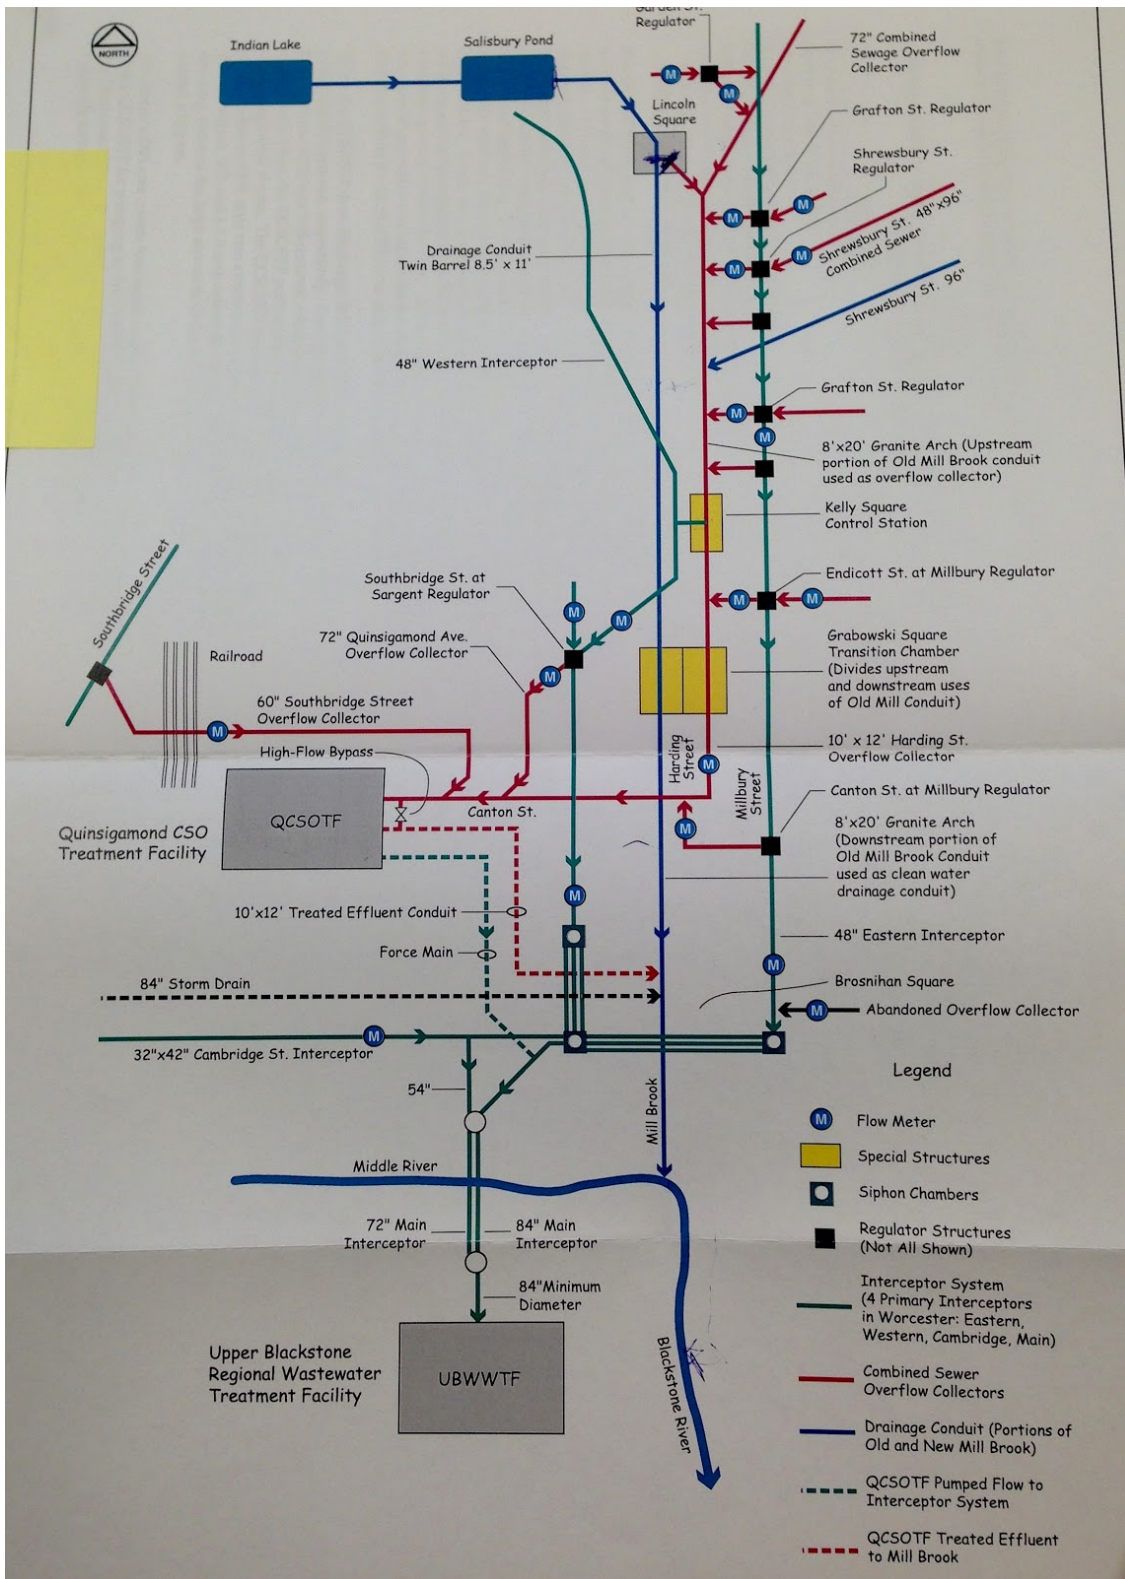 NORTH
Indian Lake
Salisbury Pond
Garden St.
Regulator
72" Combined
Sewage Overflow
Collector
M
M
Lincoln
Square
Grafton St. Regulator
Shrewsbury St.
Regulator
M
M
M
M
Shrewsbury St. 48"x96"
Combined Sewer
Drainage Conduit
Twin Barrel 8.5' x 11'
Shrewsbury St. 96"
48" Western Interceptor
Grafton St. Regulator
M
M
8'x20' Granite Arch (Upstream
portion of Old Mill Brook conduit
used as overflow collector)
Kelly Square
Control Station
Southbridge Street
Southbridge St. at
Sargent Regulator
Endicott St. at Millbury Regulator
M
M
M
M
72" Quinsigamond Ave.
Overflow Collector
M
Grabowski Square
Transition Chamber
(Divides upstream
and downstream uses
of Old Mill Conduit)
Railroad
60" Southbridge Street
Overflow Collector
M
High-Flow Bypass
Harding
Street
M
10' x 12' Harding St.
Overflow Collector
Millbury
Street
Canton St. at Millbury Regulator
Canton St.
QCSOTF
Quinsigamond CSO
Treatment Facility
M
8'x20' Granite Arch
(Downstream portion of
Old Mill Brook Conduit
used as clean water
drainage conduit)
M
10'x12' Treated Effluent Conduit
48" Eastern Interceptor
Force Main
M
84" Storm Drain
Brosnihan Square
M
Abandoned Overflow Collector
M
32"x42" Cambridge St. Interceptor
54"
Mill Brook
Middle River
72" Main
Interceptor
84" Main
Interceptor
84"Minimum
Diameter
Upper Blackstone
Regional Wastewater
Treatment Facility
UBWWTF
Blackstone River
Legend
M
Flow Meter
Special Structures
Siphon Chambers
Regulator Structures
(Not All Shown)
Interceptor System
(4 Primary Interceptors
in Worcester: Eastern,
Western, Cambridge, Main)
Combined Sewer
Overflow Collectors
Drainage Conduit (Portions of
Old and New Mill Brook)
QCSOTF Pumped Flow to
Interceptor System
QCSOTF Treated Effluent
to Mill Brook